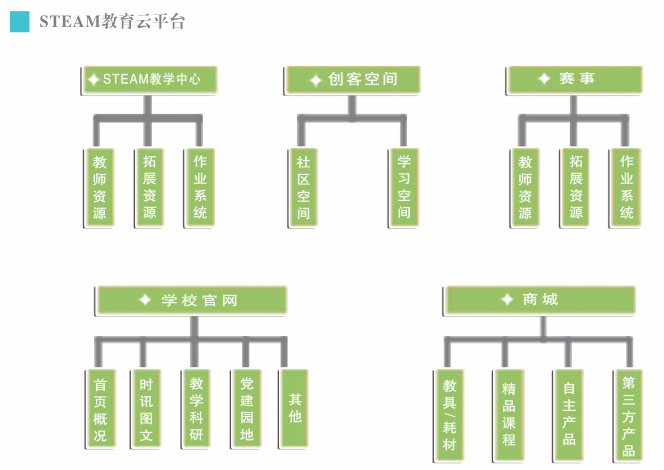 STEAM教育云平台
STEAM教学中心
教师资源
拓展资源
作业系统
创客空间
社区空间
学习空间
赛事
教师资源
拓展资源
作业系统
学校官网
首页概况
时讯图文
教学科研
党建园地
其他
商城
教具/耗材
精品课程
自主产品
第三方产品